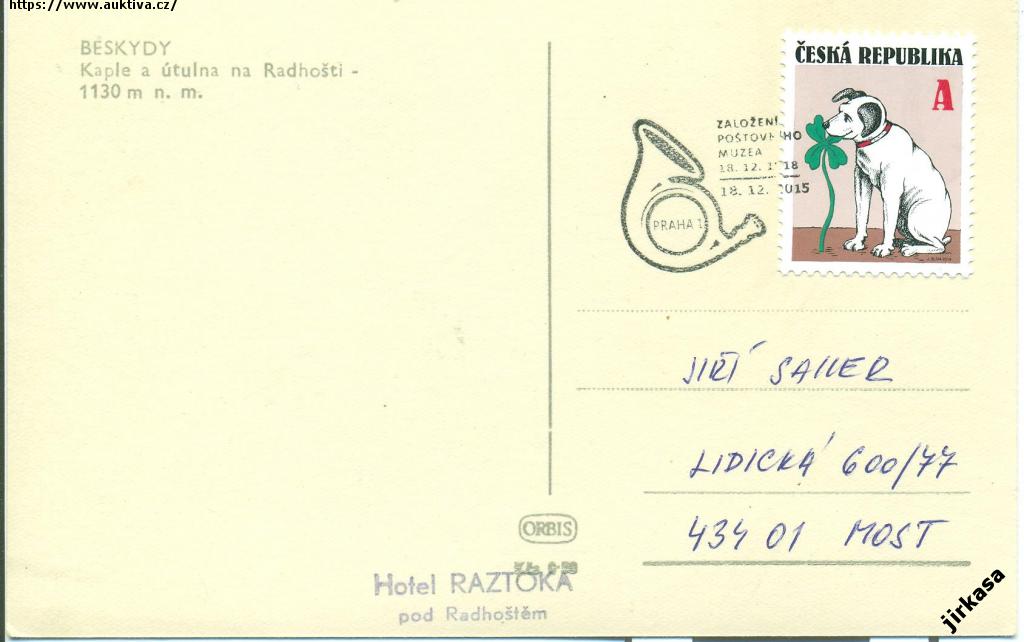 https://www.auktiva.cz/
BESKYDY
Kaple a útulna na Radhošti -
1130 m n. m.
ČESKÁ REPUBLIKA
A
ZALOŽENÍ
POŠTOVNÍHO
MUZEA
18. 12. 1918
18. 12. 2015
PRAHA 1
JIŘÍ SAILER
LIDICKÁ 600/77
434 01 MOST
ORBIS
Hotel RAZTOKA
pod Radhoštěm
jirkasa